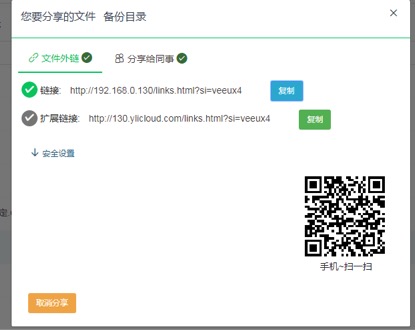 您要分享的文件 备份目录
文件外链 分享给同事
链接: http://192.168.0.130/links.html?si=veeux4 复制
扩展链接: http://130.ylicloud.com/links.html?si=veeux4 复制
安全设置
手机~扫一扫
取消分享